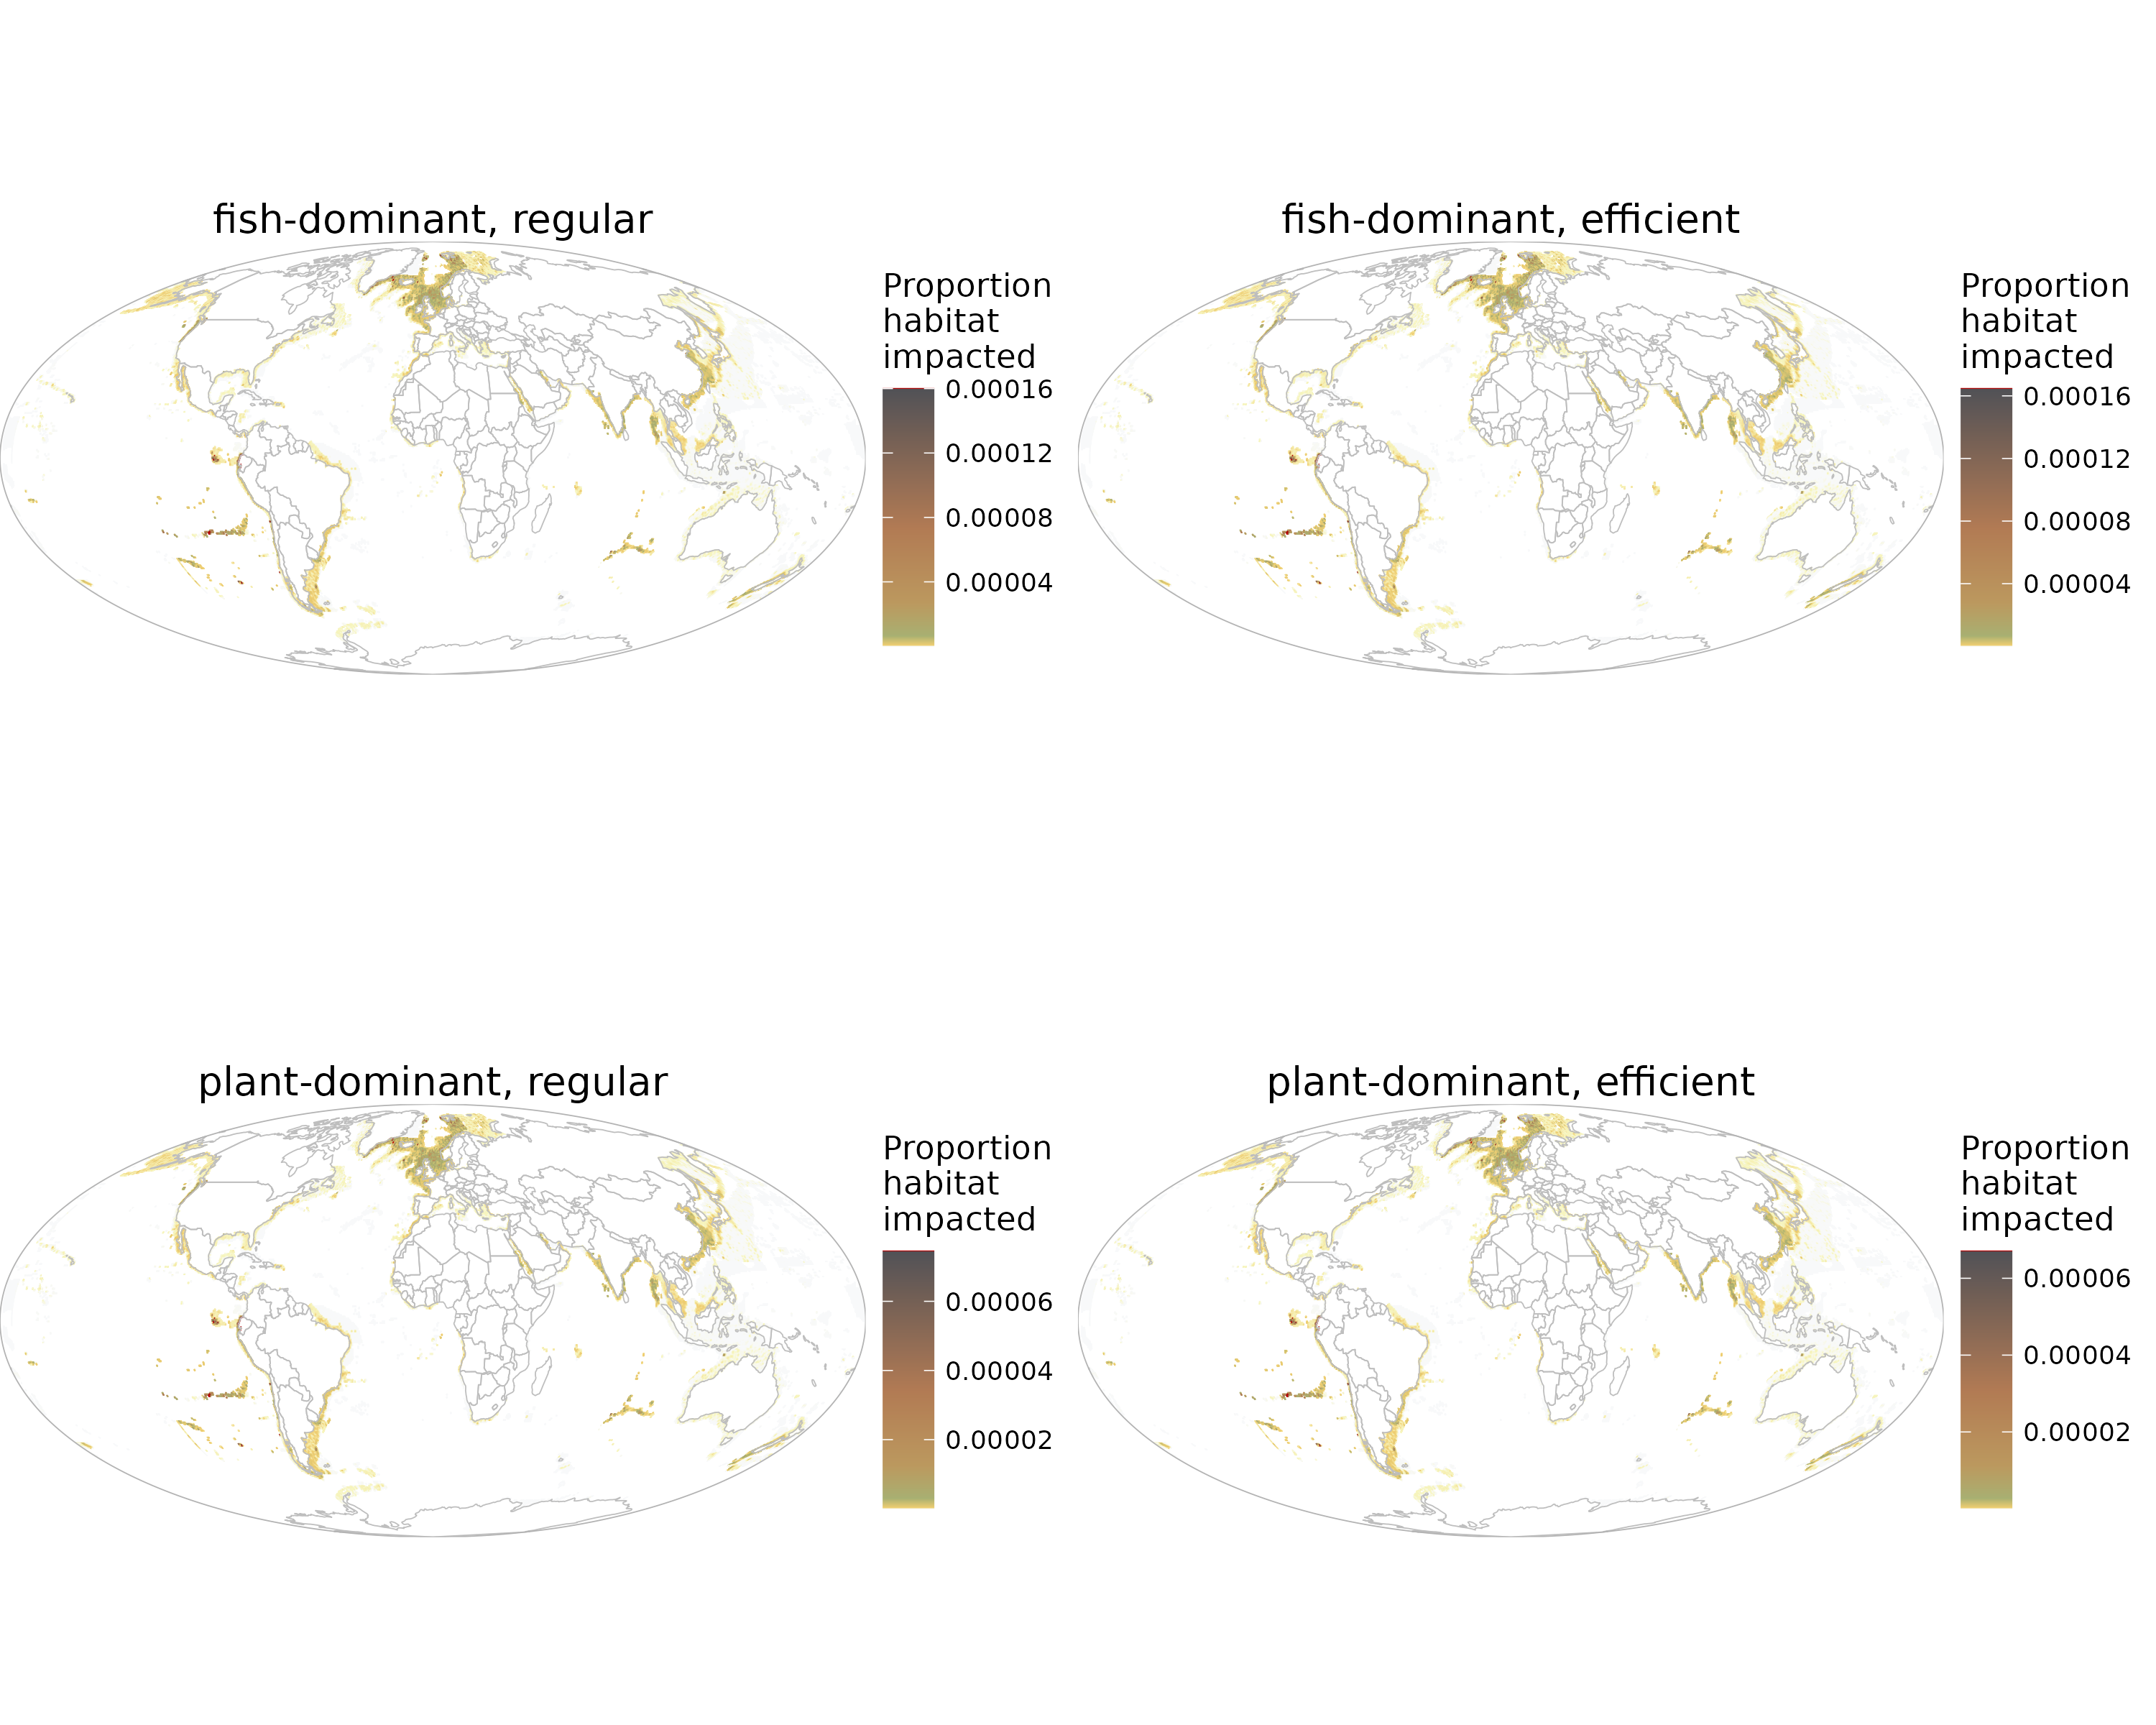 fish-dominant, regular
Proportion
habitat
impacted
0.00016
0.00012
0.00008
0.00004
fish-dominant, efficient
Proportion
habitat
impacted
0.00016
0.00012
0.00008
0.00004
plant-dominant, regular
Proportion
habitat
impacted
0.00006
0.00004
0.00002
plant-dominant, efficient
Proportion
habitat
impacted
0.00006
0.00004
0.00002